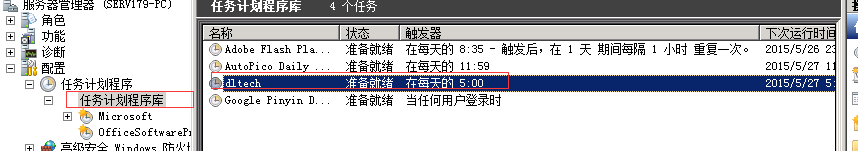 服务器管理器 (SERV179-PC)
角色
功能
诊断
配置
任务计划程序
任务计划程序库
Microsoft
OfficeSoftwarePr
高级安全 Windows 防火墙
任务计划程序库 4 个任务
名称 状态 触发器 下次运行时间
Adobe Flash Pla... 准备就绪 在每天的 8:35 - 触发后，在 1 天 期间每隔 1 小时 重复一次。 2015/5/26 23
AutoPico Daily ... 准备就绪 在每天的 11:59 2015/5/27 11
dltech 准备就绪 在每天的 5:00 2015/5/27 5:
Google Pinyin D... 准备就绪 当任何用户登录时